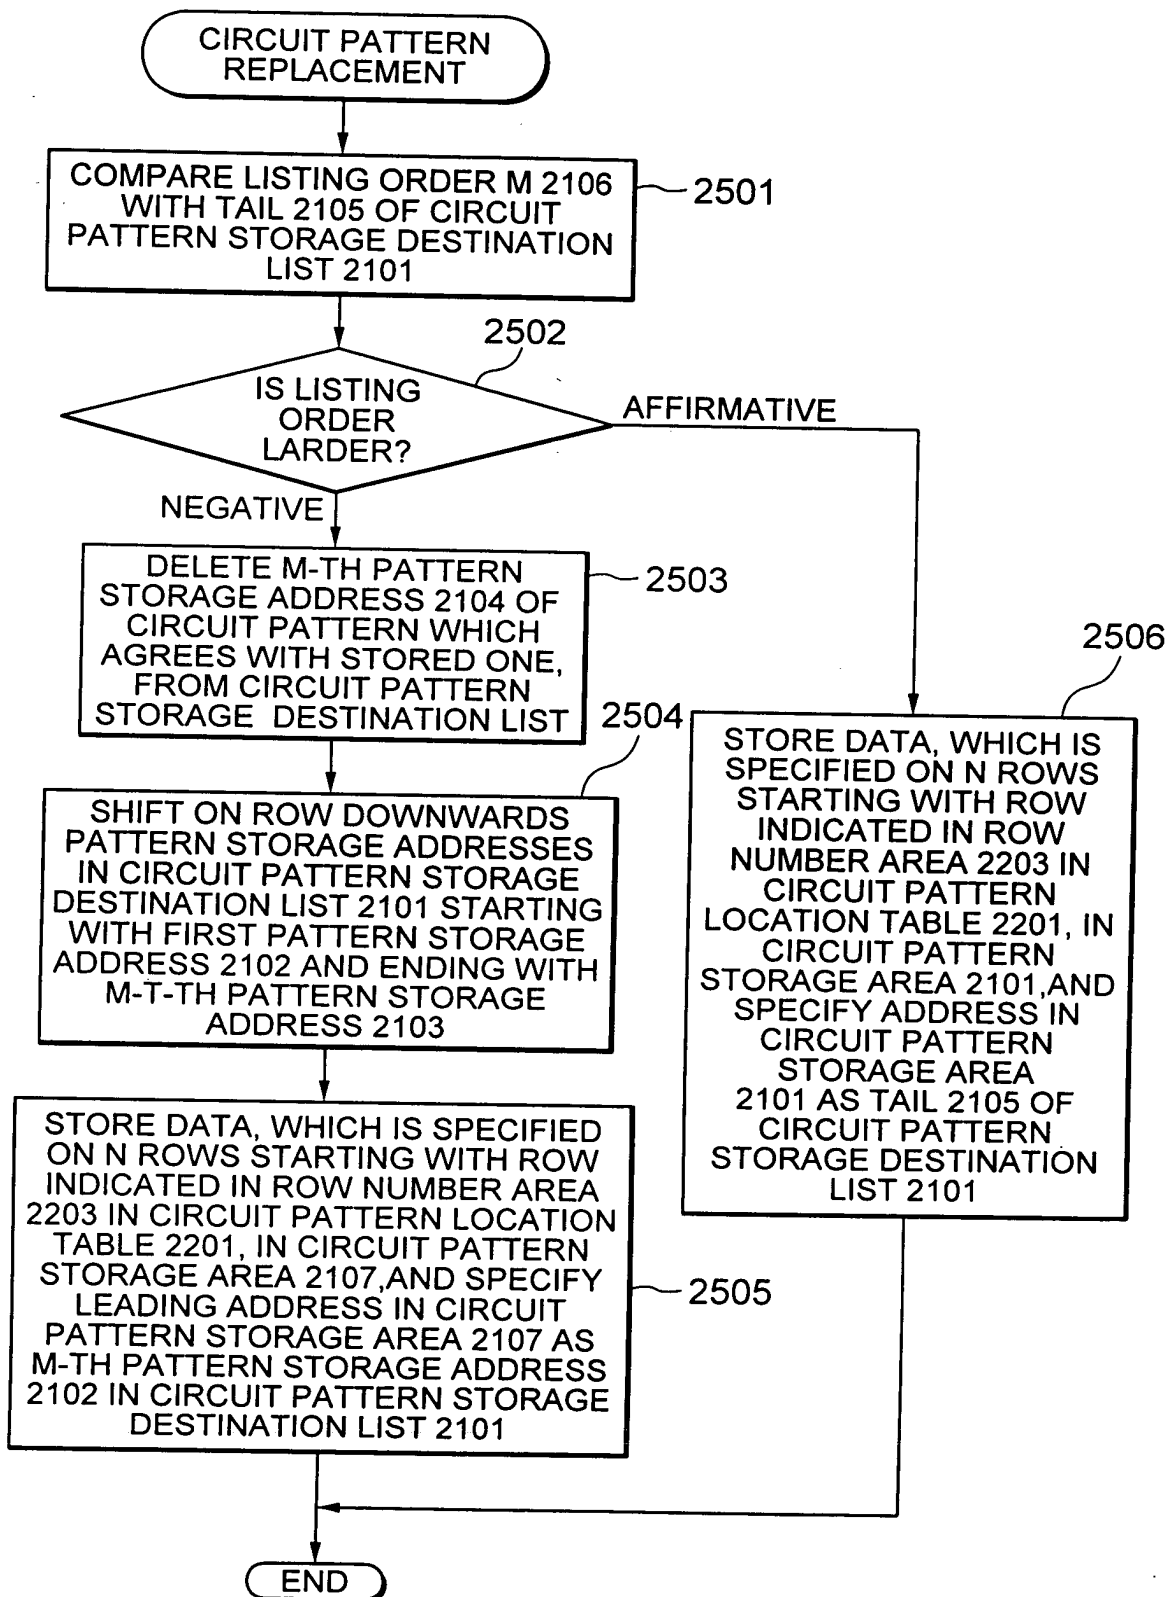 CIRCUIT PATTERN
REPLACEMENT
COMPARE LISTING ORDER M 2106
WITH TAIL 2105 OF CIRCUIT
PATTERN STORAGE DESTINATION
LIST 2101
2501
2502
IS LISTING
ORDER
LARDER?
AFFIRMATIVE
NEGATIVE
DELETE M-TH PATTERN
STORAGE ADDRESS 2104 OF
CIRCUIT PATTERN WHICH
AGREES WITH STORED ONE,
FROM CIRCUIT PATTERN
STORAGE DESTINATION LIST
2503
2504
SHIFT ON ROW DOWNWARDS
PATTERN STORAGE ADDRESSES
IN CIRCUIT PATTERN STORAGE
DESTINATION LIST 2101 STARTING
WITH FIRST PATTERN STORAGE
ADDRESS 2102 AND ENDING WITH
M-T-TH PATTERN STORAGE
ADDRESS 2103
STORE DATA, WHICH IS SPECIFIED
ON N ROWS STARTING WITH ROW
INDICATED IN ROW NUMBER AREA
2203 IN CIRCUIT PATTERN LOCATION
TABLE 2201, IN CIRCUIT PATTERN
STORAGE AREA 2107,AND SPECIFY
LEADING ADDRESS IN CIRCUIT
PATTERN STORAGE AREA 2107 AS
M-TH PATTERN STORAGE ADDRESS
2102 IN CIRCUIT PATTERN STORAGE
DESTINATION LIST 2101
2505
2506
STORE DATA, WHICH IS
SPECIFIED ON N ROWS
STARTING WITH ROW
INDICATED IN ROW
NUMBER AREA 2203 IN
CIRCUIT PATTERN
LOCATION TABLE 2201, IN
CIRCUIT PATTERN
STORAGE AREA 2101,AND
SPECIFY ADDRESS IN
CIRCUIT PATTERN
STORAGE AREA
2101 AS TAIL 2105 OF
CIRCUIT PATTERN
STORAGE DESTINATION
LIST 2101
END